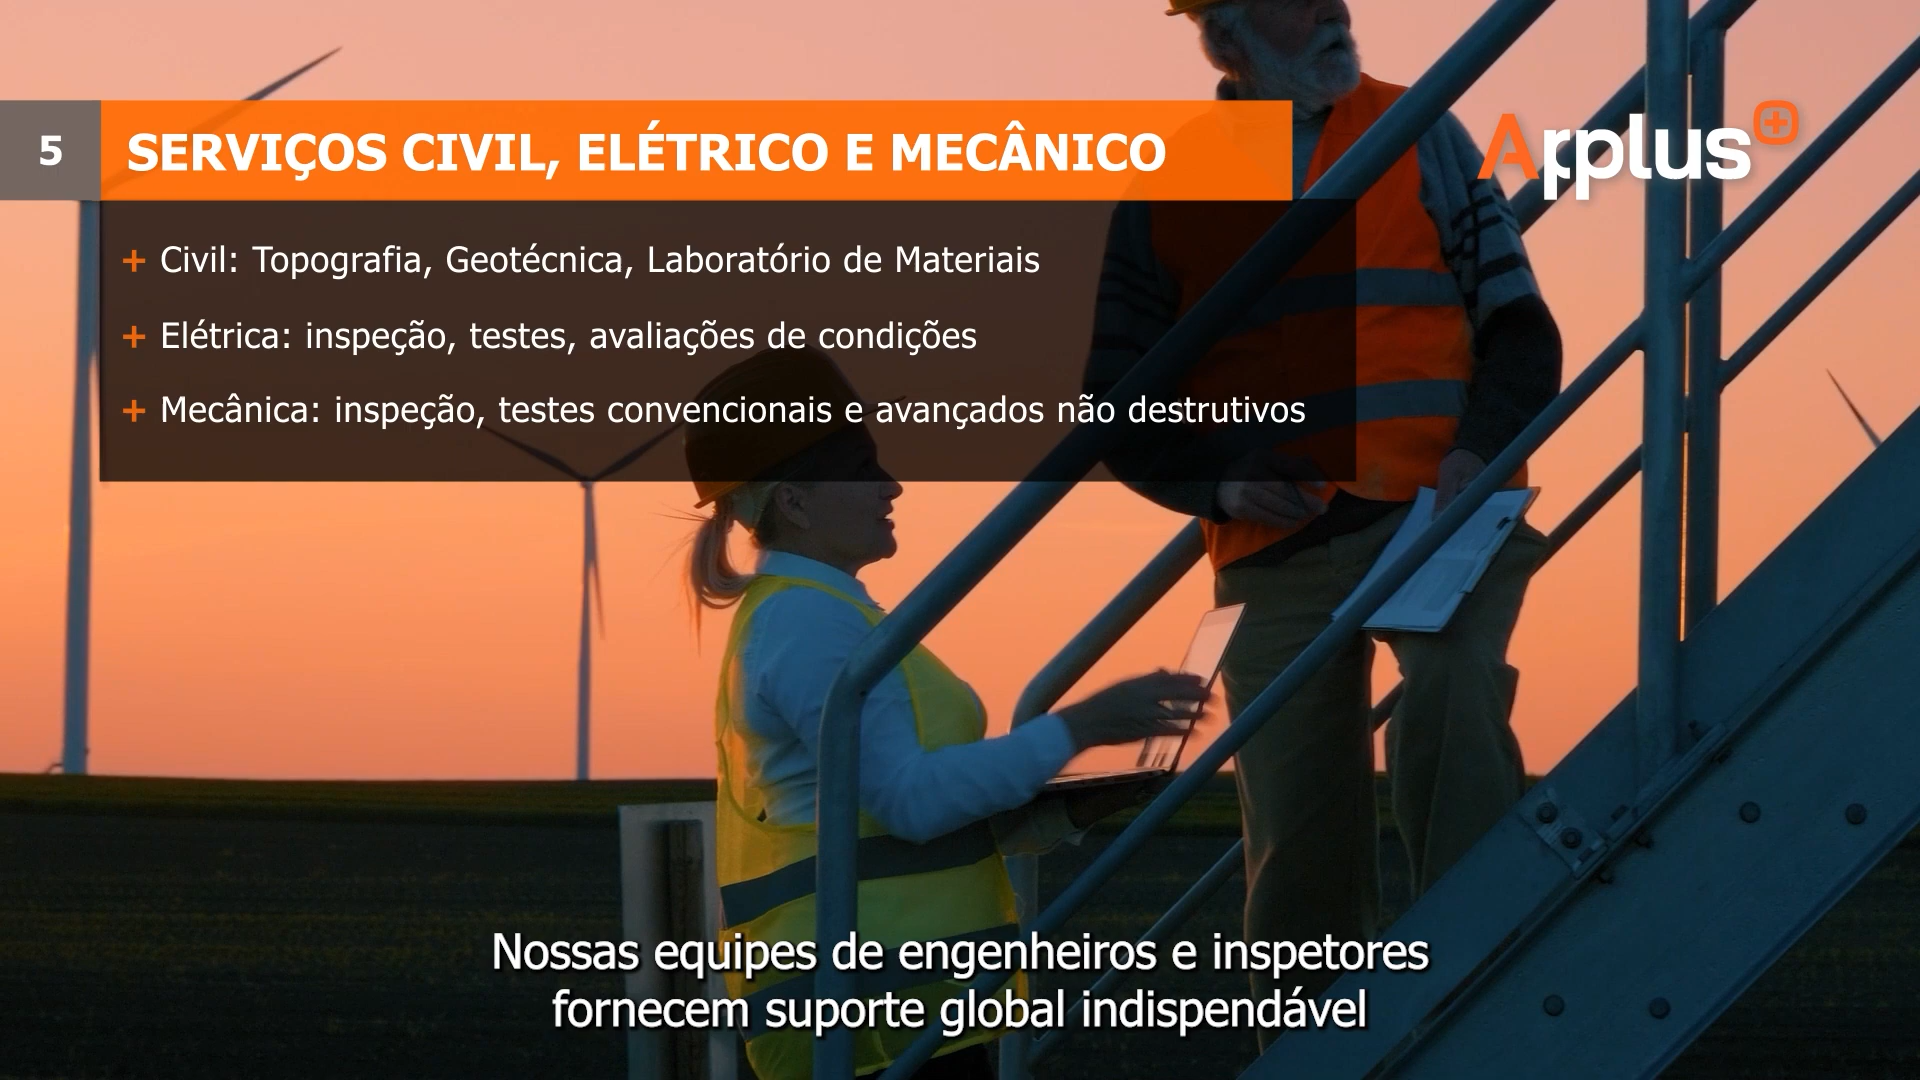 5
SERVIÇOS CIVIL, ELÉTRICO E MECÂNICO
Applus+
+ Civil: Topografia, Geotécnica, Laboratório de Materiais
+ Elétrica: inspeção, testes, avaliações de condições
+ Mecânica: inspeção, testes convencionais e avançados não destrutivos
Nossas equipes de engenheiros e inspetores
fornecem suporte global indispendável